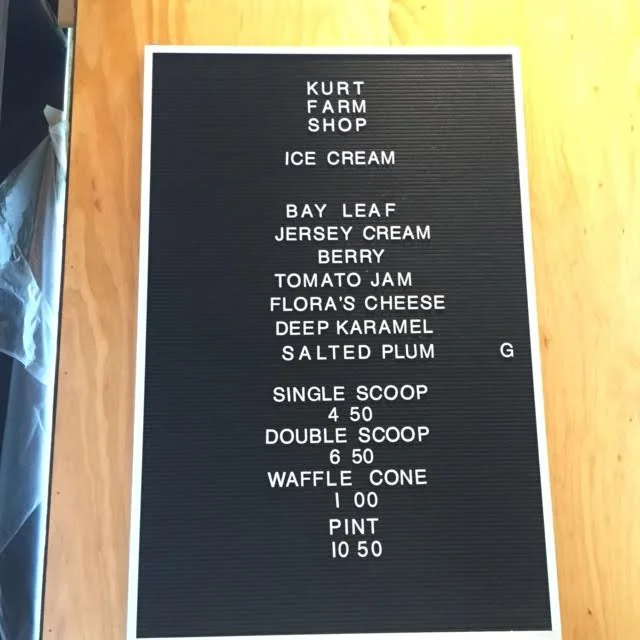 KURT
FARM
SHOP
ICE CREAM
BAY LEAF
JERSEY CREAM
BERRY
TOMATO JAM
FLORA'S CHEESE
DEEP KARAMEL
SALTED PLUM G
SINGLE SCOOP
4 50
DOUBLE SCOOP
6 50
WAFFLE CONE
1 00
PINT
10 50